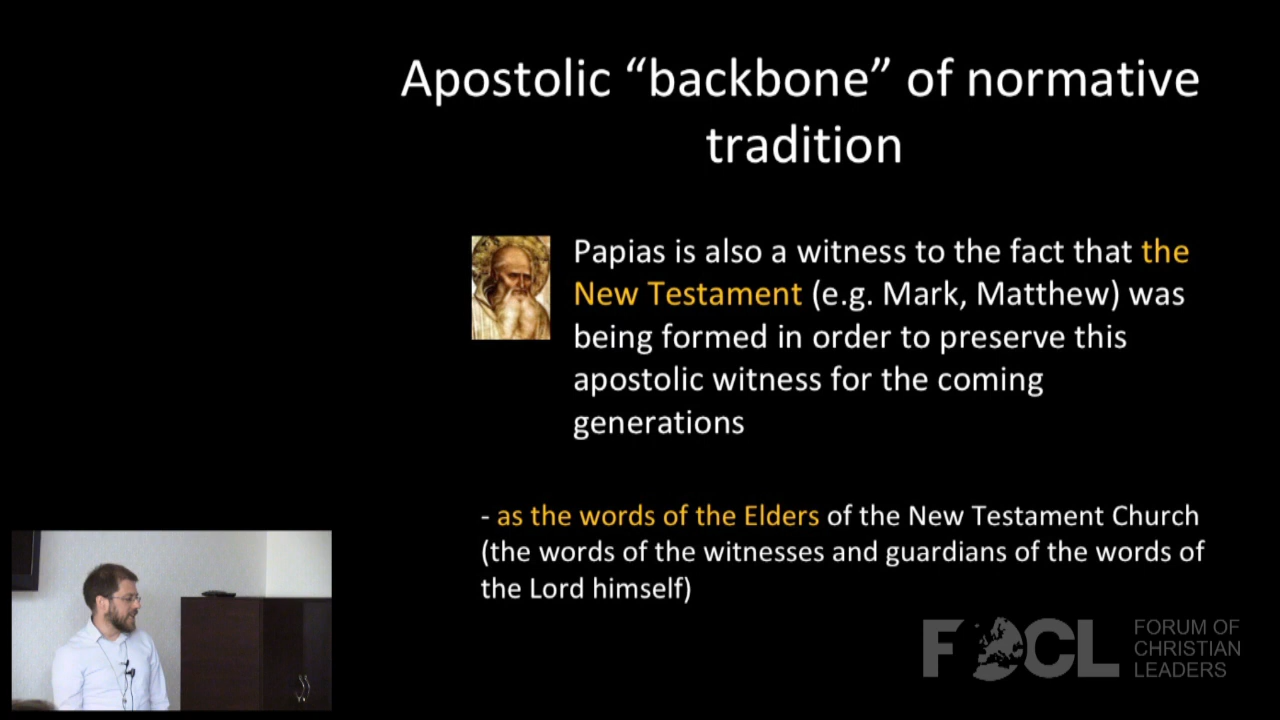 Apostolic “backbone” of normative
tradition
Papias is also a witness to the fact that the
New Testament (e.g. Mark, Matthew) was
being formed in order to preserve this
apostolic witness for the coming
generations
- as the words of the Elders of the New Testament Church
(the words of the witnesses and guardians of the words of
the Lord himself)
FOCL
FORUM OF
CHRISTIAN
LEADERS